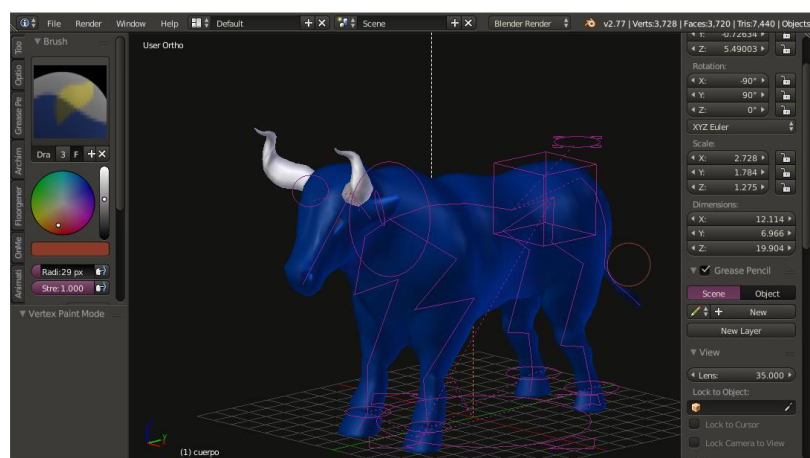 File Render Window Help Default Scene Blender Render v2.77 | Verts:3,728 | Faces:3,720 | Tris:7,440 | Objects
Brush
User Ortho
Too
Optio
Grease Pe
Archim
Floorgener
OnMe
Animati
Dra 3 F
Radi:29 px
Stre:1.000
Vertex Paint Mode
(1) cuerpo
y
Y: -0.72634
Z: 5.49003
Rotation:
X: -90°
Y: 90°
Z: 0°
XYZ Euler
Scale:
X: 2.728
Y: 1.784
Z: 1.275
Dimensions:
X: 12.114
Y: 6.966
Z: 19.904
Grease Pencil
Scene Object
New
New Layer
View
Lens: 35.000
Lock to Object:
Lock to Cursor
Lock Camera to View